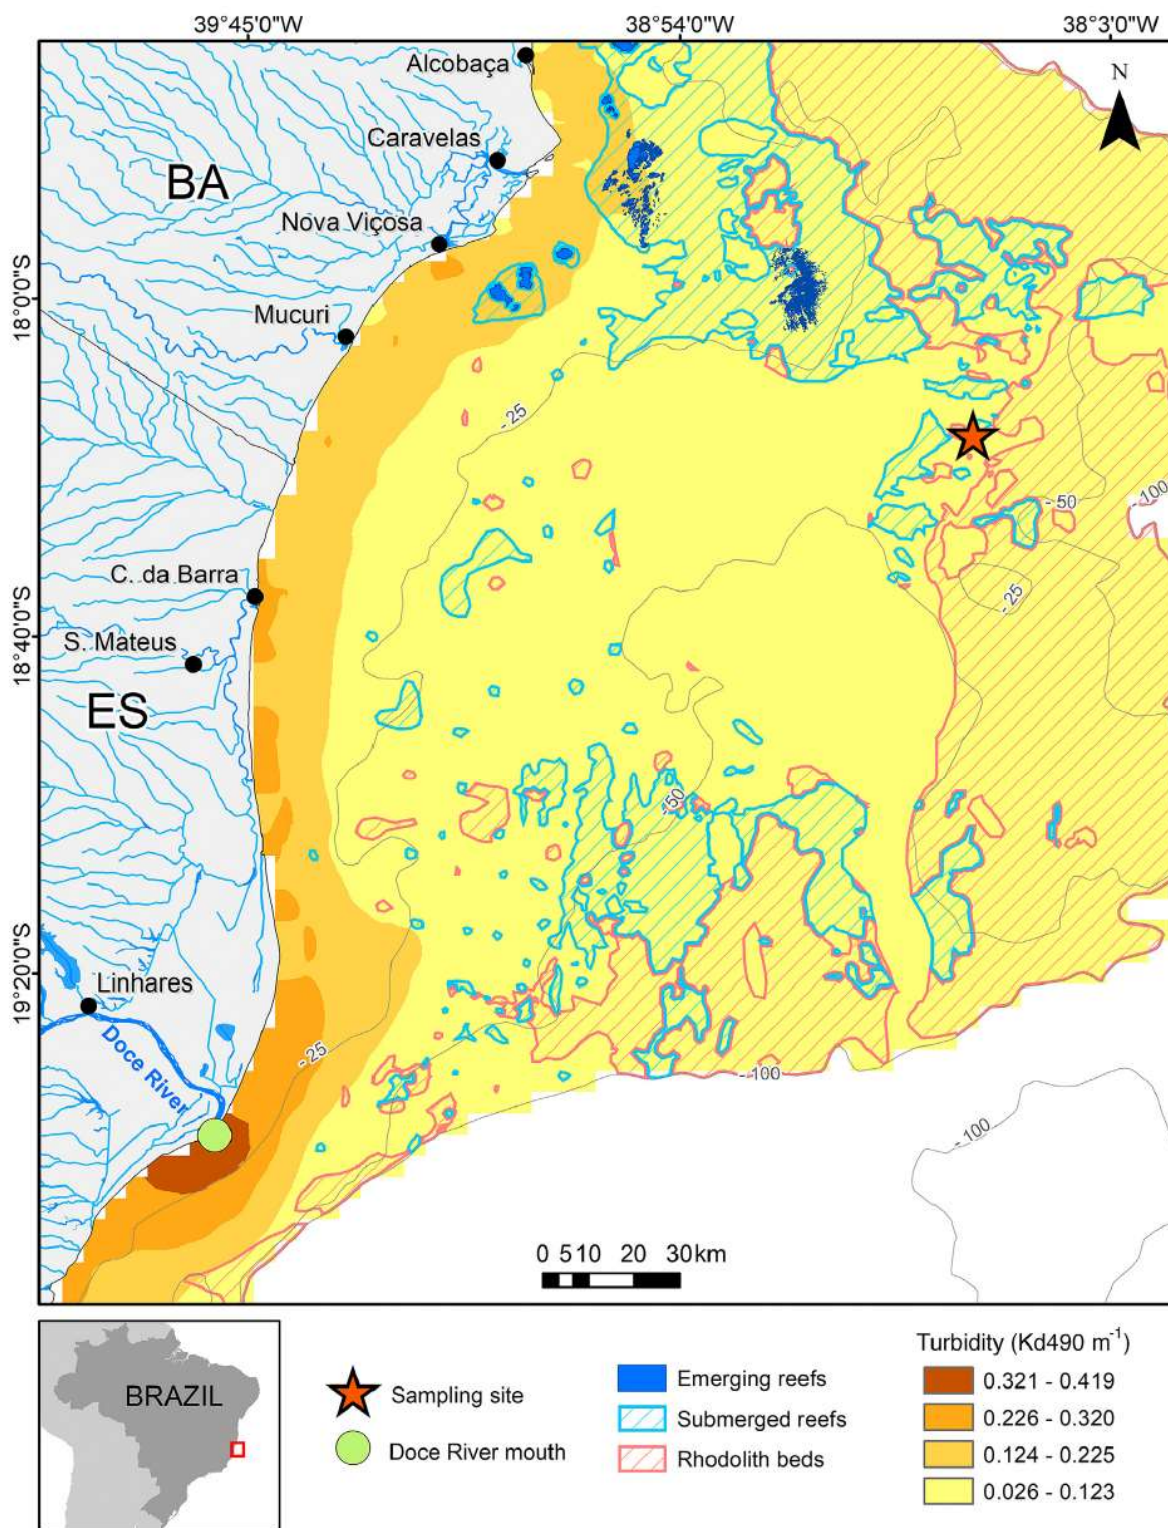 39°45'0"W
38°54'0"W
38°3'0"W
Alcobaça
N
Caravelas
BA
Nova Viçosa
18°0'0"S
Mucuri
- 25
- 50
- 100
C. da Barra
- 25
18°40'0"S
S. Mateus
ES
-50
19°20'0"S
Linhares
Doce River
- 25
- 100
- 100
0 5 10 20 30 km
BRAZIL
Sampling site
Doce River mouth
Emerging reefs
Submerged reefs
Rhodolith beds
Turbidity (Kd490 m⁻¹)
0.321 - 0.419
0.226 - 0.320
0.124 - 0.225
0.026 - 0.123